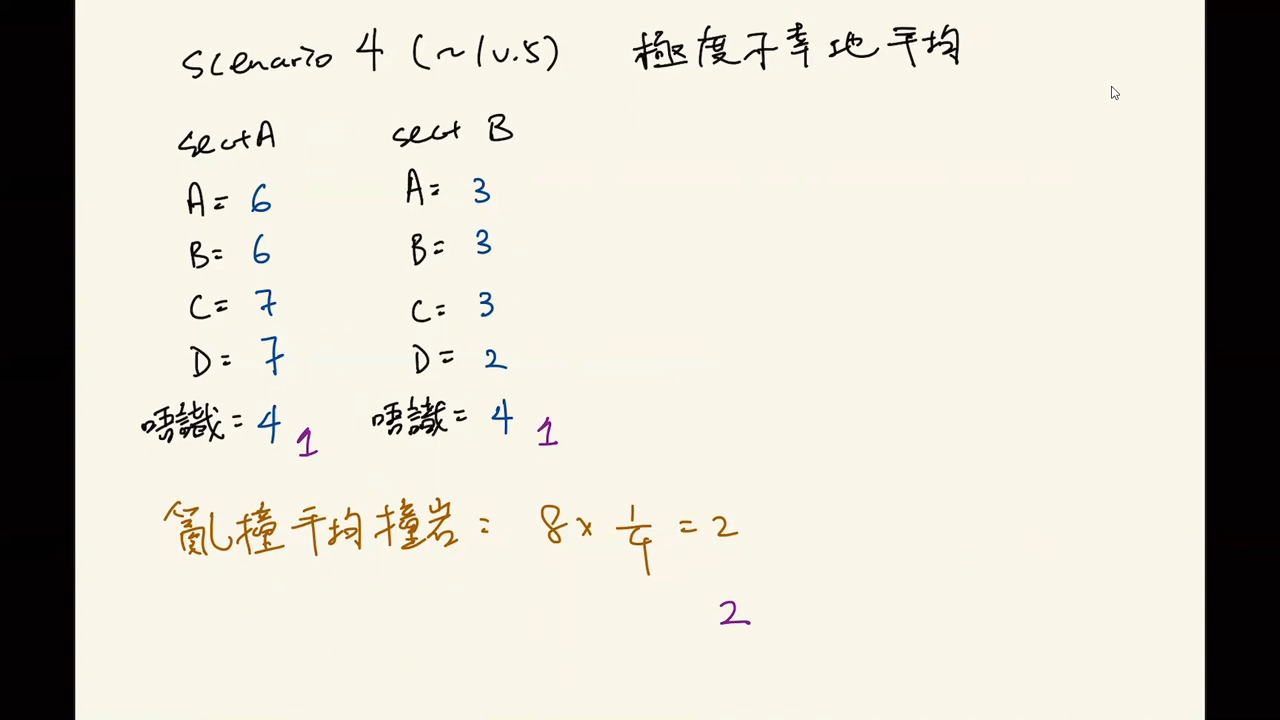 Scenario 4 (~lv.5) 極度不幸地平均
sect A sect B
A = 6 A = 3
B = 6 B = 3
C = 7 C = 3
D = 7 D = 2
唔識 = 4 1 唔識 = 4 1
亂撞平均撞岩 = 8 × 1/4 = 2
2